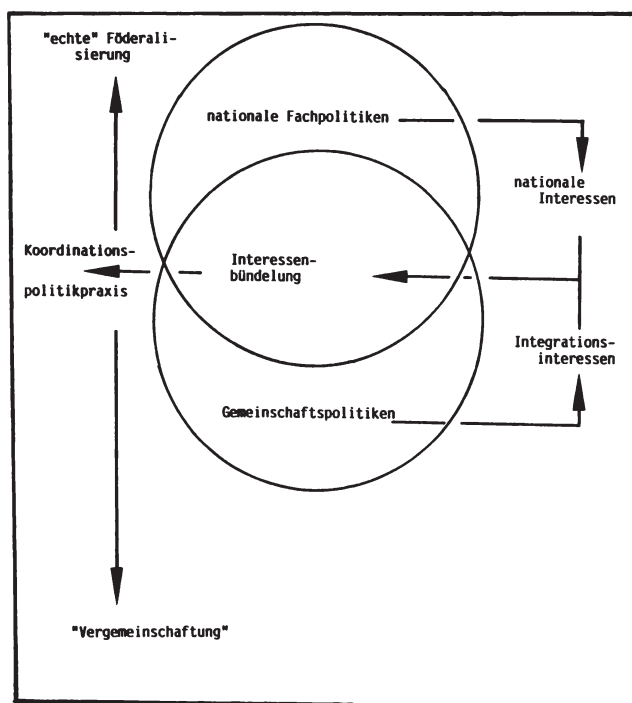 "echte" Föderali-
sierung
nationale Fachpolitiken
nationale
Interessen
Koordinations-
politikpraxis
Interessen-
bündelung
Integrations-
interessen
Gemeinschaftspolitiken
"Vergemeinschaftung"